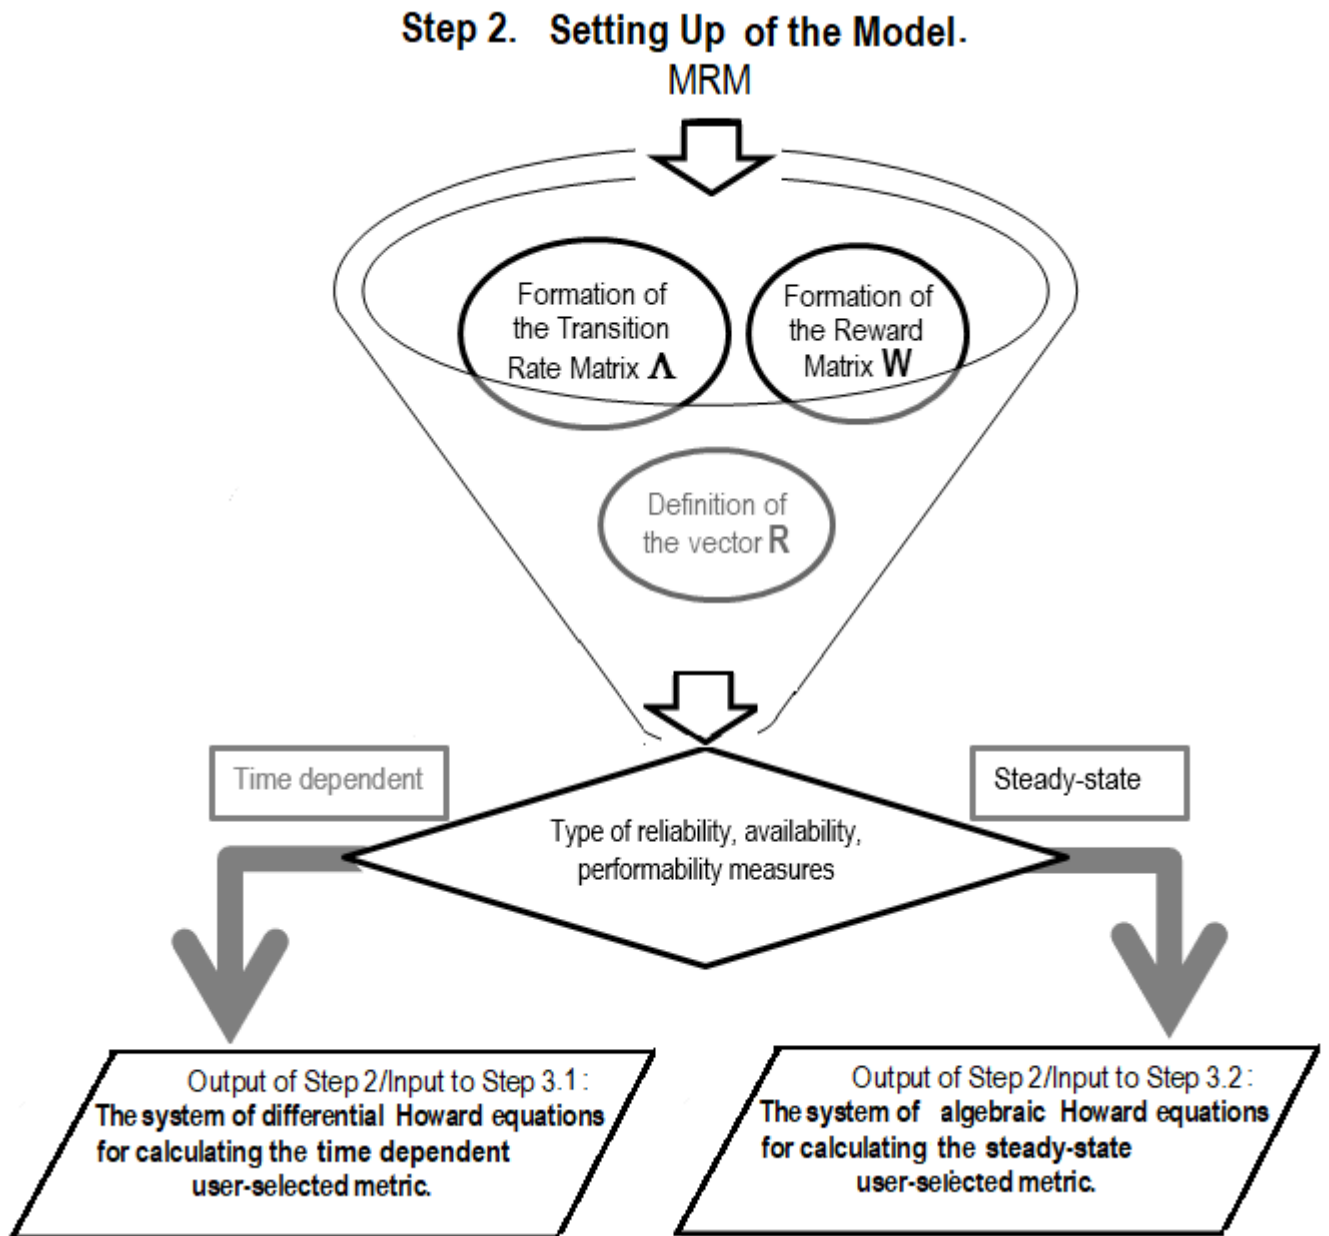 Step 2. Setting Up of the Model.
MRM
Formation of
the Transition
Rate Matrix Λ
Formation of
the Reward
Matrix W
Definition of
the vector R
Time dependent
Steady-state
Type of reliability, availability,
performability measures
Output of Step 2/Input to Step 3.1:
The system of differential Howard equations
for calculating the time dependent
user-selected metric.
Output of Step 2/Input to Step 3.2:
The system of algebraic Howard equations
for calculating the steady-state
user-selected metric.